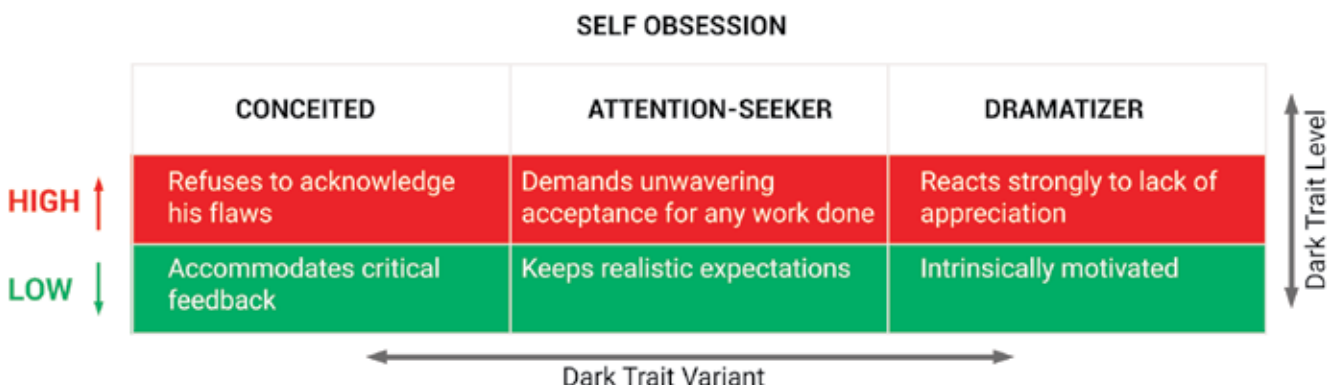 SELF OBSESSION
CONCEITED
ATTENTION-SEEKER
DRAMATIZER
HIGH
Refuses to acknowledge
his flaws
Demands unwavering
acceptance for any work done
Reacts strongly to lack of
appreciation
LOW
Accommodates critical
feedback
Keeps realistic expectations
Intrinsically motivated
Dark Trait Level
Dark Trait Variant